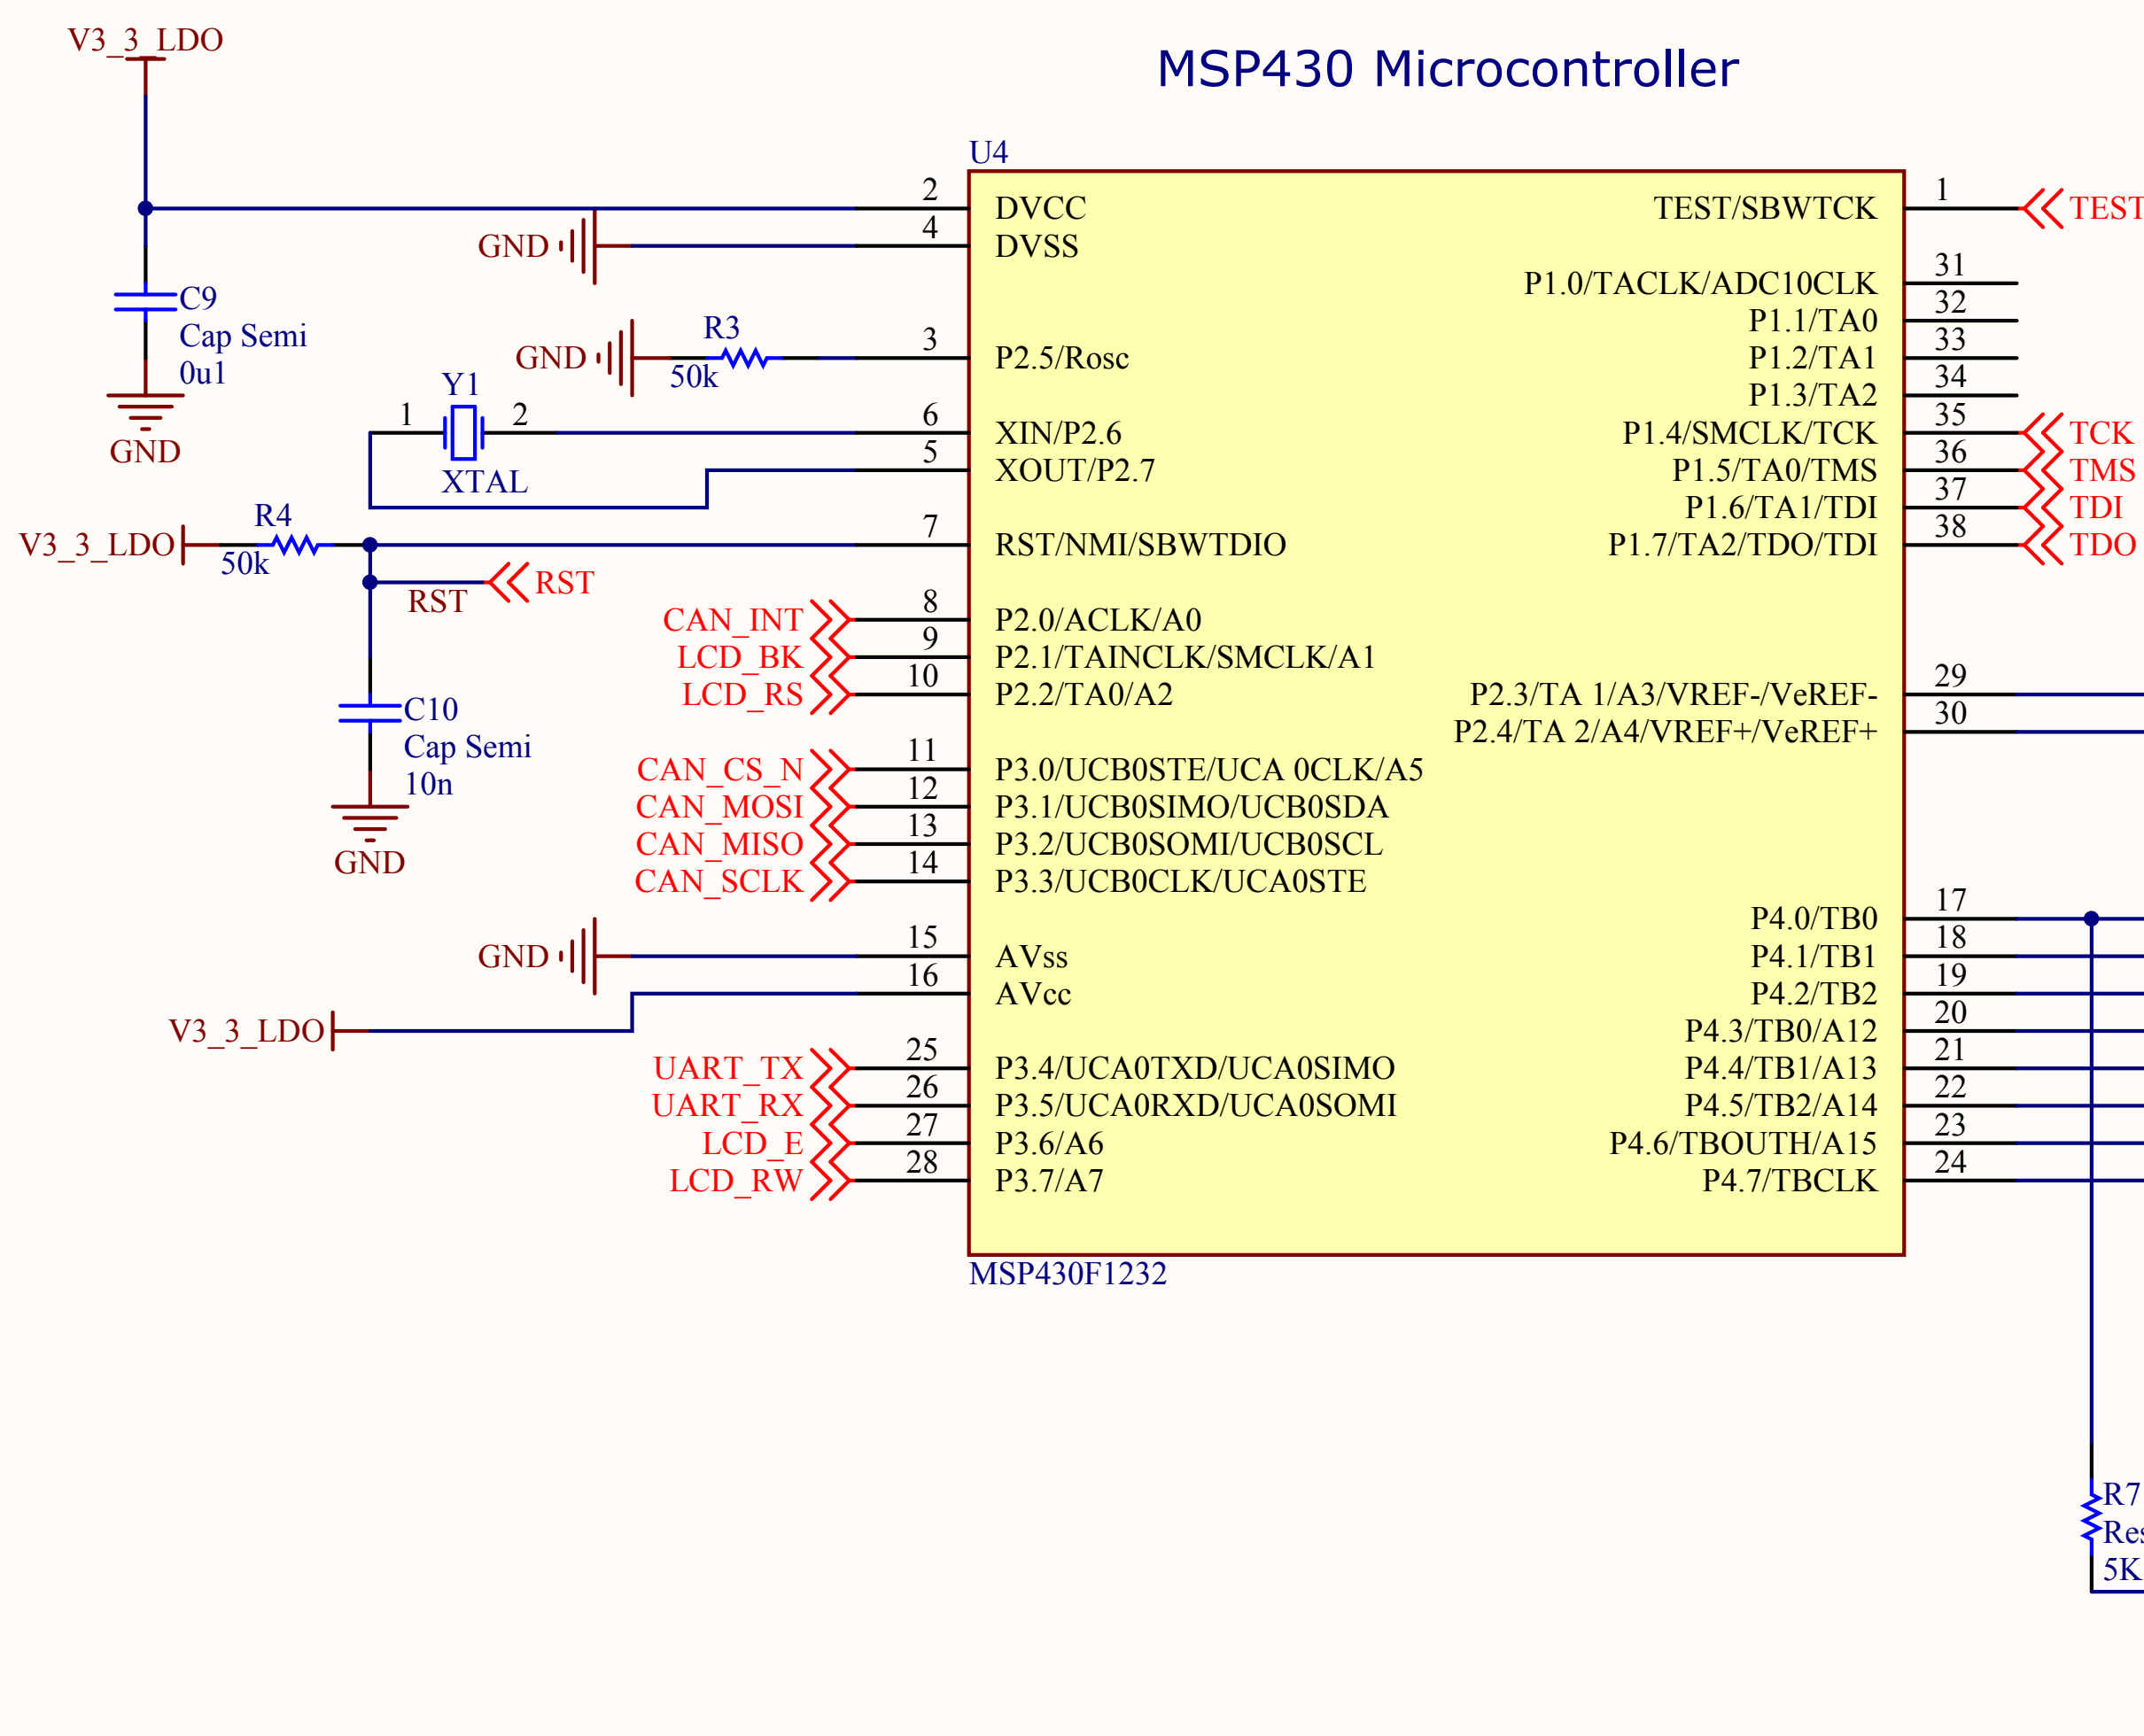 MSP430 Microcontroller
V3_3_LDO
C9
Cap Semi
0u1
GND
GND
GND
R3
50k
Y1
1
2
XTAL
V3_3_LDO
R4
50k
RST
RST
C10
Cap Semi
10n
GND
GND
V3_3_LDO
U4
2 DVCC
4 DVSS
3 P2.5/Rosc
6 XIN/P2.6
5 XOUT/P2.7
7 RST/NMI/SBWTDIO
CAN_INT 8 P2.0/ACLK/A0
LCD_BK 9 P2.1/TAINCLK/SMCLK/A1
LCD_RS 10 P2.2/TA0/A2
CAN_CS_N 11 P3.0/UCB0STE/UCA 0CLK/A5
CAN_MOSI 12 P3.1/UCB0SIMO/UCB0SDA
CAN_MISO 13 P3.2/UCB0SOMI/UCB0SCL
CAN_SCLK 14 P3.3/UCB0CLK/UCA0STE
15 AVss
16 AVcc
UART_TX 25 P3.4/UCA0TXD/UCA0SIMO
UART_RX 26 P3.5/UCA0RXD/UCA0SOMI
LCD_E 27 P3.6/A6
LCD_RW 28 P3.7/A7
TEST/SBWTCK 1 TEST
P1.0/TACLK/ADC10CLK 31
P1.1/TA0 32
P1.2/TA1 33
P1.3/TA2 34
P1.4/SMCLK/TCK 35 TCK
P1.5/TA0/TMS 36 TMS
P1.6/TA1/TDI 37 TDI
P1.7/TA2/TDO/TDI 38 TDO
P2.3/TA 1/A3/VREF-/VeREF- 29
P2.4/TA 2/A4/VREF+/VeREF+ 30
P4.0/TB0 17
P4.1/TB1 18
P4.2/TB2 19
P4.3/TB0/A12 20
P4.4/TB1/A13 21
P4.5/TB2/A14 22
P4.6/TBOUTH/A15 23
P4.7/TBCLK 24
MSP430F1232
R7
Res
5K